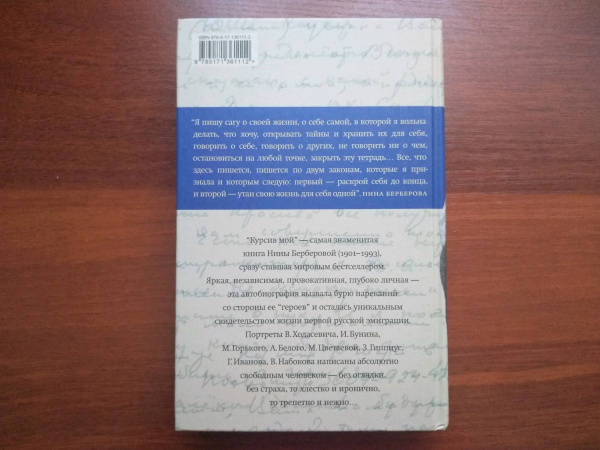 "Я пишу сагу о своей жизни, о себе самой, в которой я вольна
делать, что хочу, открывать тайны и хранить их для себя,
говорить о себе, говорить о других, не говорить ни о чем,
остановиться на любой точке, закрыть эту тетрадь... Все, что
здесь пишется, пишется по двум законам, которые я при-
знала и которым следую: первый — раскрой себя до конца,
и второй — утаи свою жизнь для себя одной". НИНА БЕРБЕРОВА
"Курсив мой" — самая знаменитая
книга Нины Берберовой (1901–1993),
сразу ставшая мировым бестселлером.
Яркая, независимая, провокативная, глубоко личная —
эта автобиография вызвала бурю нареканий
со стороны ее "героев" и осталась уникальным
свидетельством жизни первой русской эмиграции.
Портреты В. Ходасевича, И. Бунина,
М. Горького, А. Белого, М. Цветаевой, З. Гиппиус,
Г. Иванова, В. Набокова написаны абсолютно
свободным человеком — без оглядки,
без страха, то хлестко и иронично,
то трепетно и нежно...
9 785171 361112